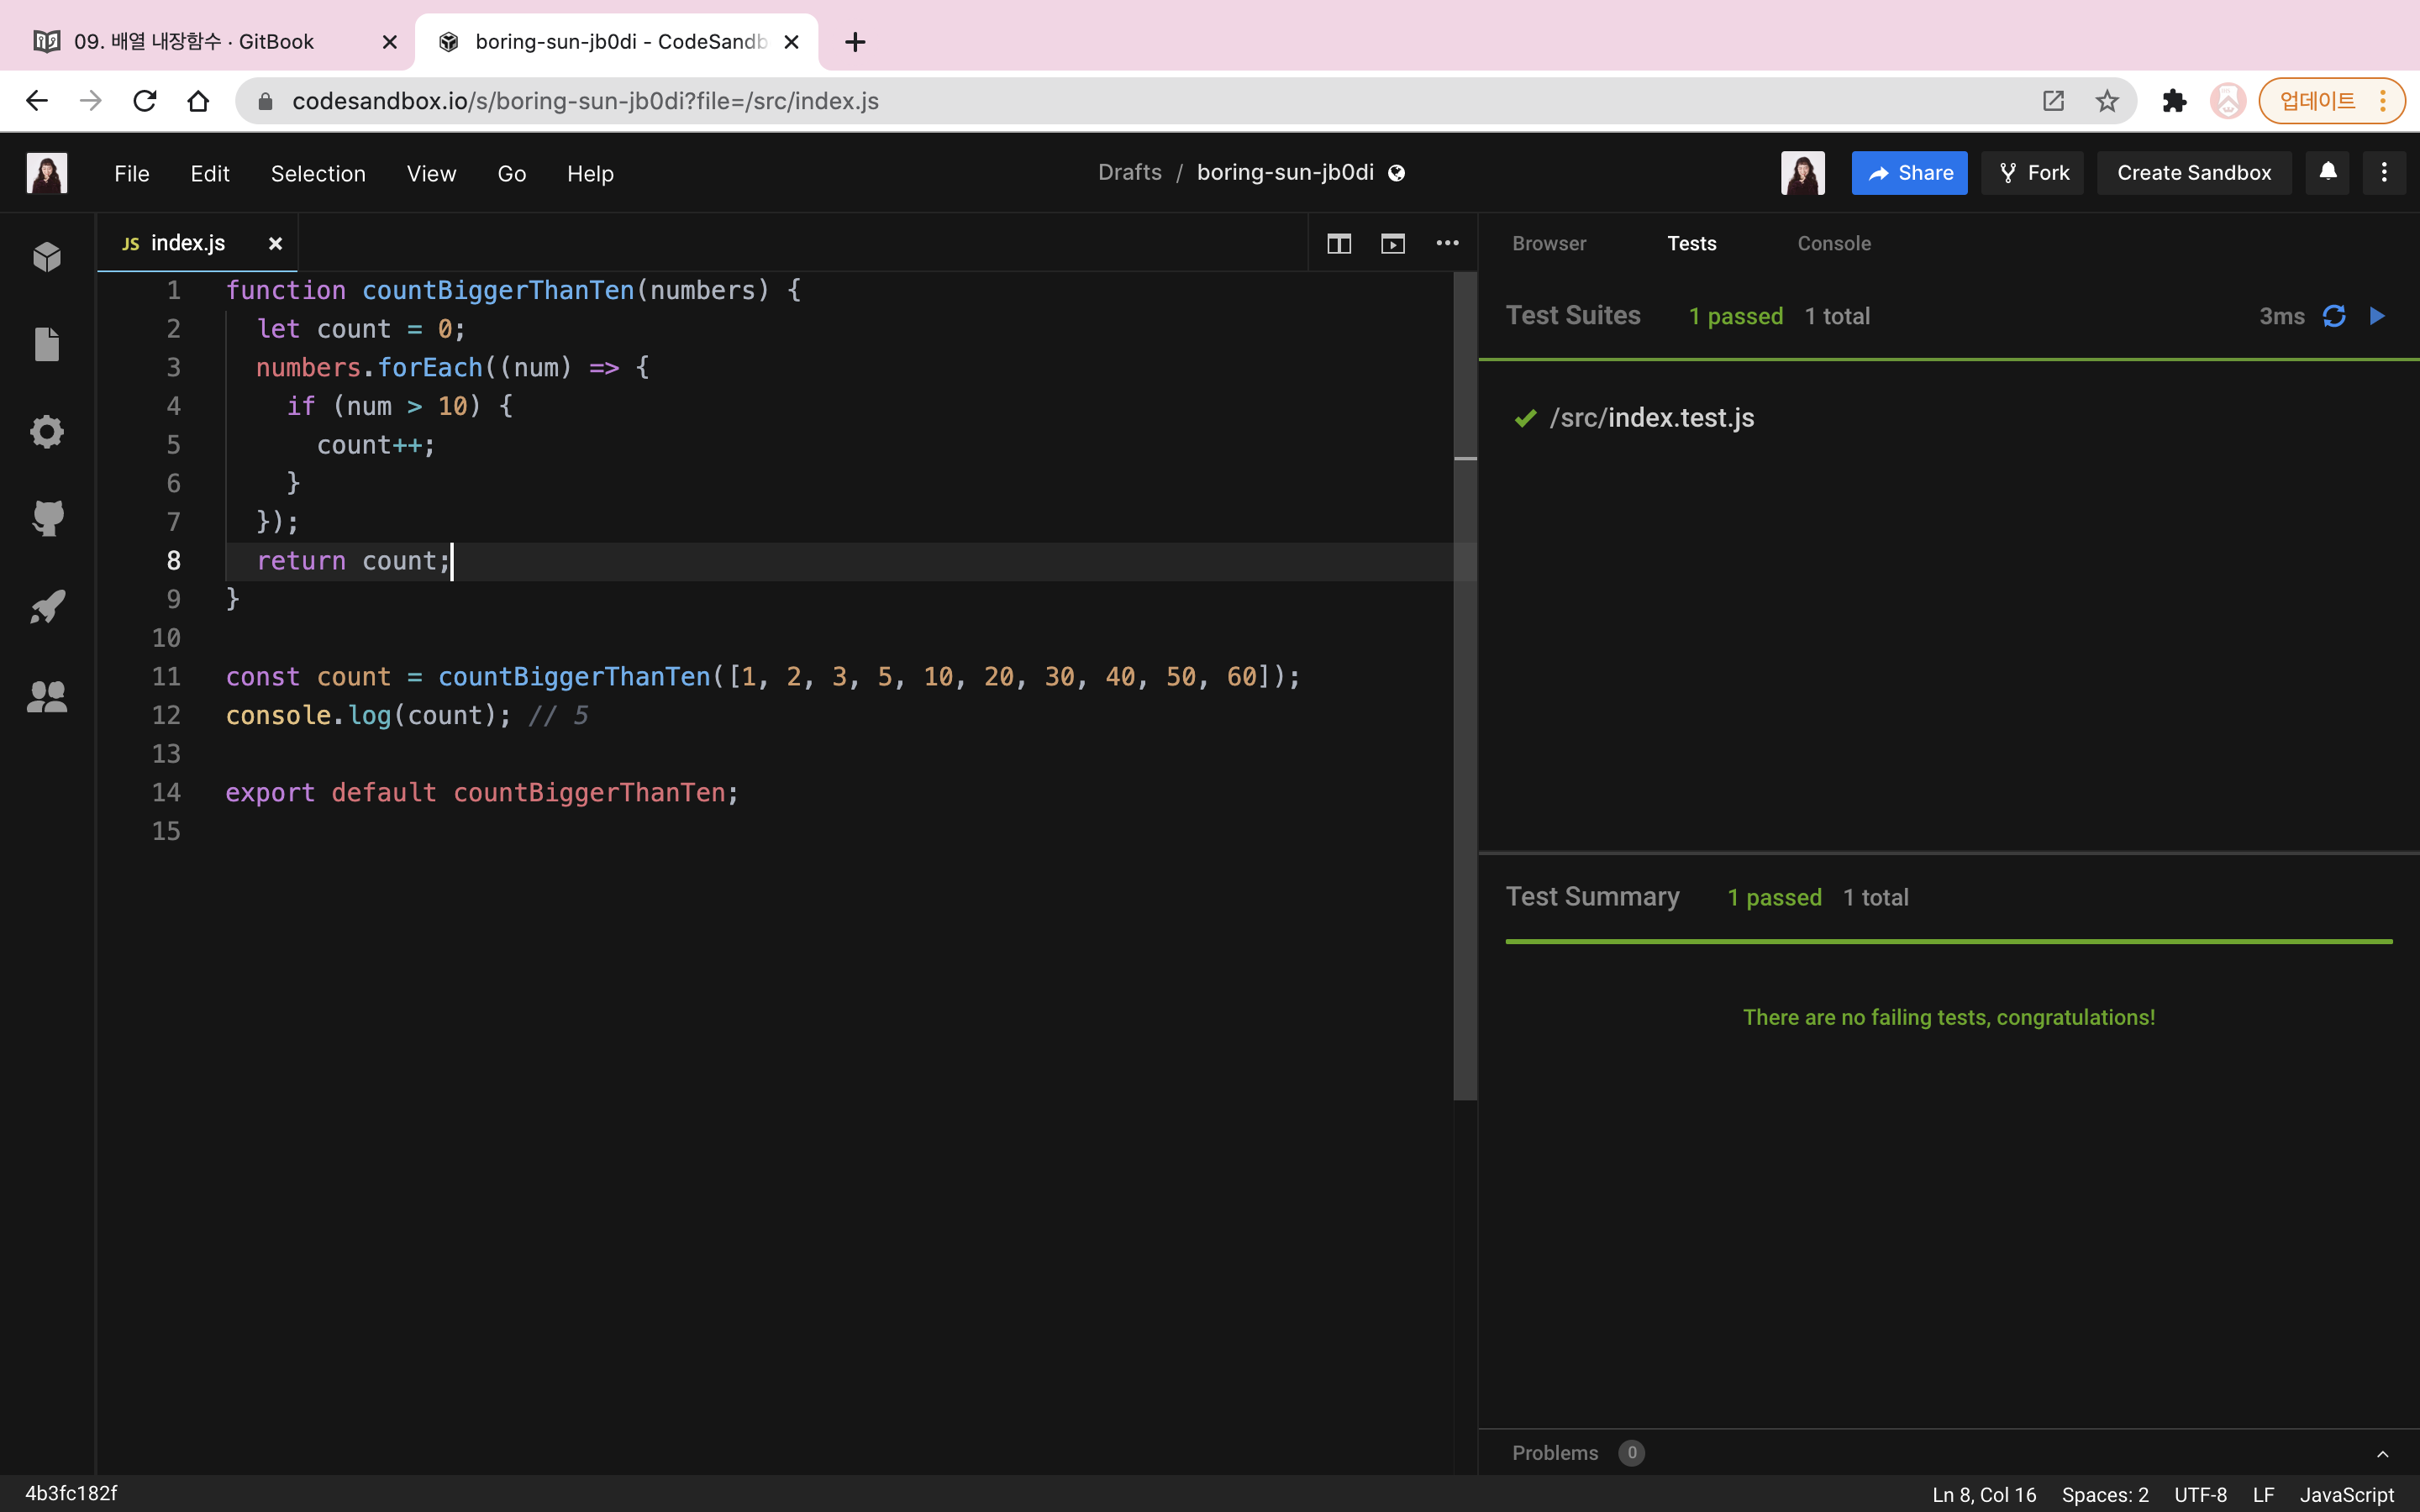 09. 배열 내장함수 · GitBook
boring-sun-jb0di - CodeSandb
codesandbox.io/s/boring-sun-jb0di?file=/src/index.js
업데이트
File Edit Selection View Go Help
Drafts / boring-sun-jb0di
Share Fork Create Sandbox
JS index.js
Browser Tests Console
1 function countBiggerThanTen(numbers) {
2 let count = 0;
3 numbers.forEach((num) => {
4 if (num > 10) {
5 count++;
6 }
7 });
8 return count;
9 }
10
11 const count = countBiggerThanTen([1, 2, 3, 5, 10, 20, 30, 40, 50, 60]);
12 console.log(count); // 5
13
14 export default countBiggerThanTen;
15
Test Suites 1 passed 1 total 3ms
/src/index.test.js
Test Summary 1 passed 1 total
There are no failing tests, congratulations!
Problems 0
4b3fc182f
Ln 8, Col 16 Spaces: 2 UTF-8 LF JavaScript